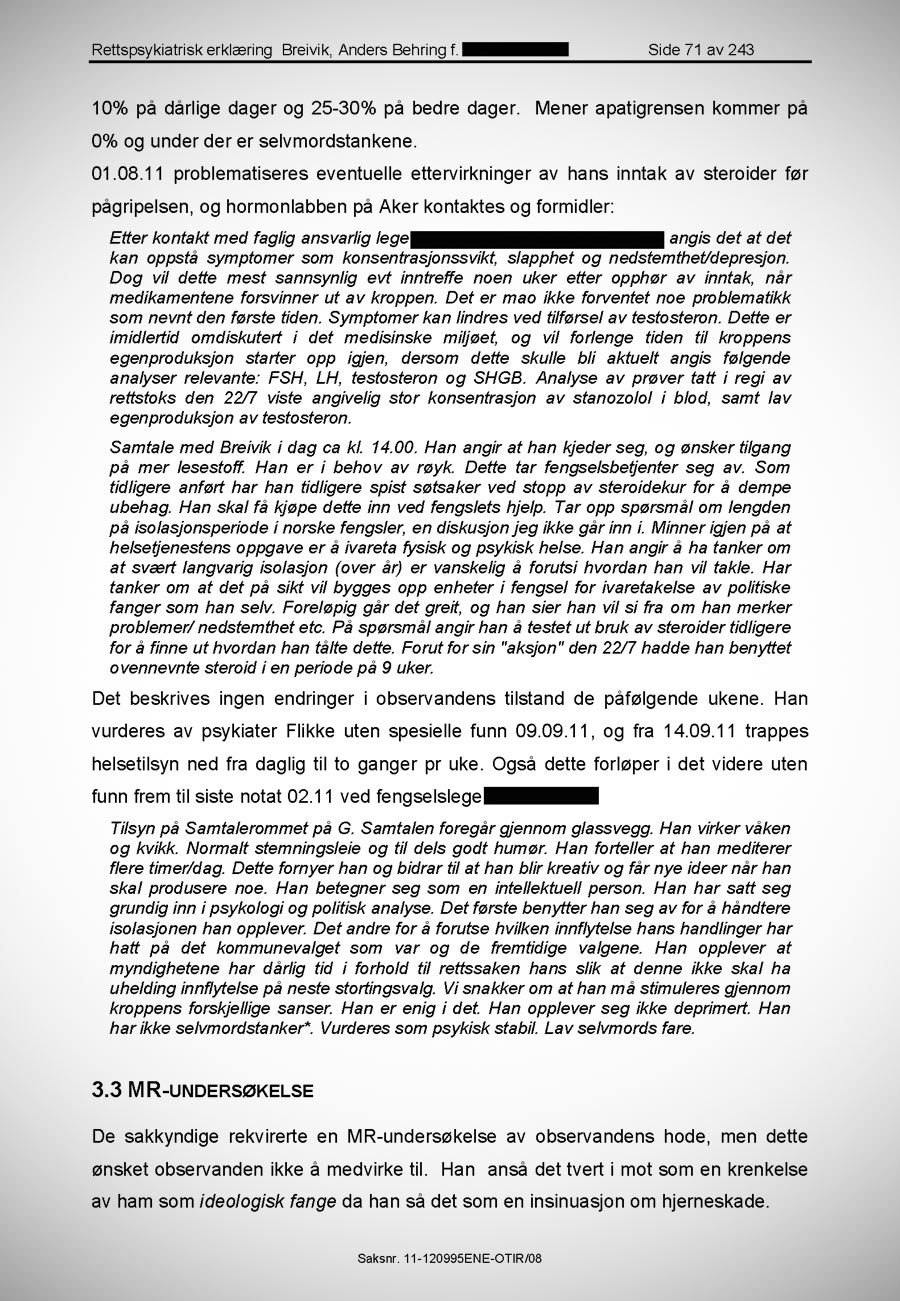 Rettspsykiatrisk erklæring Breivik, Anders Behring f. Side 71 av 243
10% på dårlige dager og 25-30% på bedre dager. Mener apatigrensen kommer på
0% og under der er selvmordstankene.
01.08.11 problematiseres eventuelle ettervirkninger av hans inntak av steroider før
pågripelsen, og hormonlabben på Aker kontaktes og formidler:
Etter kontakt med faglig ansvarlig lege angis det at det
kan oppstå symptomer som konsentrasjonssvikt, slapphet og nedstemthet/depresjon.
Dog vil dette mest sannsynlig evt inntreffe noen uker etter opphør av inntak, når
medikamentene forsvinner ut av kroppen. Det er mao ikke forventet noe problematikk
som nevnt den første tiden. Symptomer kan lindres ved tilførsel av testosteron. Dette er
imidlertid omdiskutert i det medisinske miljøet, og vil forlenge tiden til kroppens
egenproduksjon starter opp igjen, dersom dette skulle bli aktuelt angis følgende
analyser relevante: FSH, LH, testosteron og SHGB. Analyse av prøver tatt i regi av
rettstoks den 22/7 viste angivelig stor konsentrasjon av stanozolol i blod, samt lav
egenproduksjon av testosteron.
Samtale med Breivik i dag ca kl. 14.00. Han angir at han kjeder seg, og ønsker tilgang
på mer lesestoff. Han er i behov av røyk. Dette tar fengselsbetjenter seg av. Som
tidligere anført har han tidligere spist søtsaker ved stopp av steroidekur for å dempe
ubehag. Han skal få kjøpe dette inn ved fengslets hjelp. Tar opp spørsmål om lengden
på isolasjonsperiode i norske fengsler, en diskusjon jeg ikke går inn i. Minner igjen på at
helsetjenestens oppgave er å ivareta fysisk og psykisk helse. Han angir å ha tanker om
at svært langvarig isolasjon (over år) er vanskelig å forutsi hvordan han vil takle. Har
tanker om at det på sikt vil bygges opp enheter i fengsel for ivaretakelse av politiske
fanger som han selv. Foreløpig går det greit, og han sier han vil si fra om han merker
problemer/ nedstemthet etc. På spørsmål angir han å testet ut bruk av steroider tidligere
for å finne ut hvordan han tålte dette. Forut for sin "aksjon" den 22/7 hadde han benyttet
ovennevnte steroid i en periode på 9 uker.
Det beskrives ingen endringer i observandens tilstand de påfølgende ukene. Han
vurderes av psykiater Flikke uten spesielle funn 09.09.11, og fra 14.09.11 trappes
helsetilsyn ned fra daglig til to ganger pr uke. Også dette forløper i det videre uten
funn frem til siste notat 02.11 ved fengselslege
Tilsyn på Samtalerommet på G. Samtalen foregår gjennom glassvegg. Han virker våken
og kvikk. Normalt stemningsleie og til dels godt humør. Han forteller at han mediterer
flere timer/dag. Dette fornyer han og bidrar til at han blir kreativ og får nye ideer når han
skal produsere noe. Han betegner seg som en intellektuell person. Han har satt seg
grundig inn i psykologi og politisk analyse. Det første benytter han seg av for å håndtere
isolasjonen han opplever. Det andre for å forutse hvilken innflytelse hans handlinger har
hatt på det kommunevalget som var og de fremtidige valgene. Han opplever at
myndighetene har dårlig tid i forhold til rettssaken hans slik at denne ikke skal ha
uhelding innflytelse på neste stortingsvalg. Vi snakker om at han må stimuleres gjennom
kroppens forskjellige sanser. Han er enig i det. Han opplever seg ikke deprimert. Han
har ikke selvmordstanker*. Vurderes som psykisk stabil. Lav selvmords fare.
3.3 MR-UNDERSØKELSE
De sakkyndige rekvirerte en MR-undersøkelse av observandens hode, men dette
ønsket observanden ikke å medvirke til. Han anså det tvert i mot som en krenkelse
av ham som ideologisk fange da han så det som en insinuasjon om hjerneskade.
Saksnr. 11-120995ENE-OTIR/08